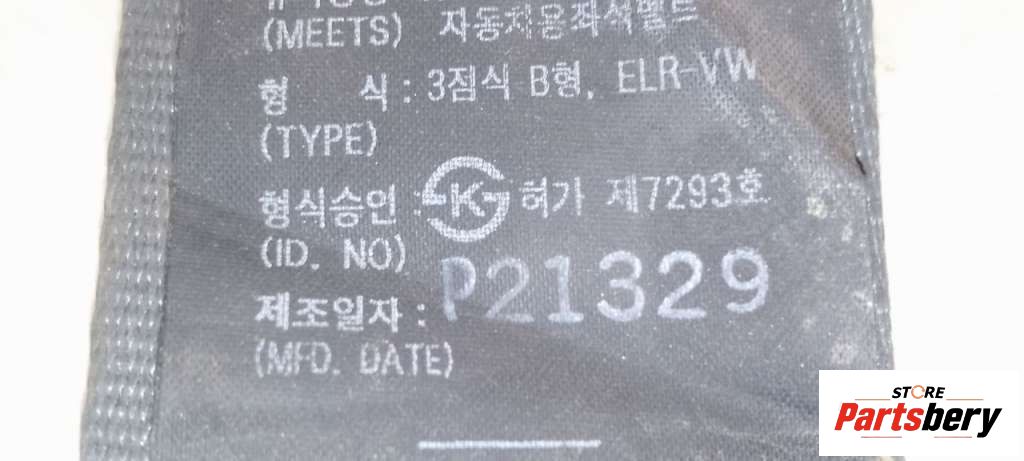 (MEETS) 자동차용좌석벨트
형 식 : 3점식 B형, ELR-VW
(TYPE)
형식승인 : K 허가 제7293호
(ID. NO)
제조일자 : P21329
(MFD. DATE)
STORE
Partsbery